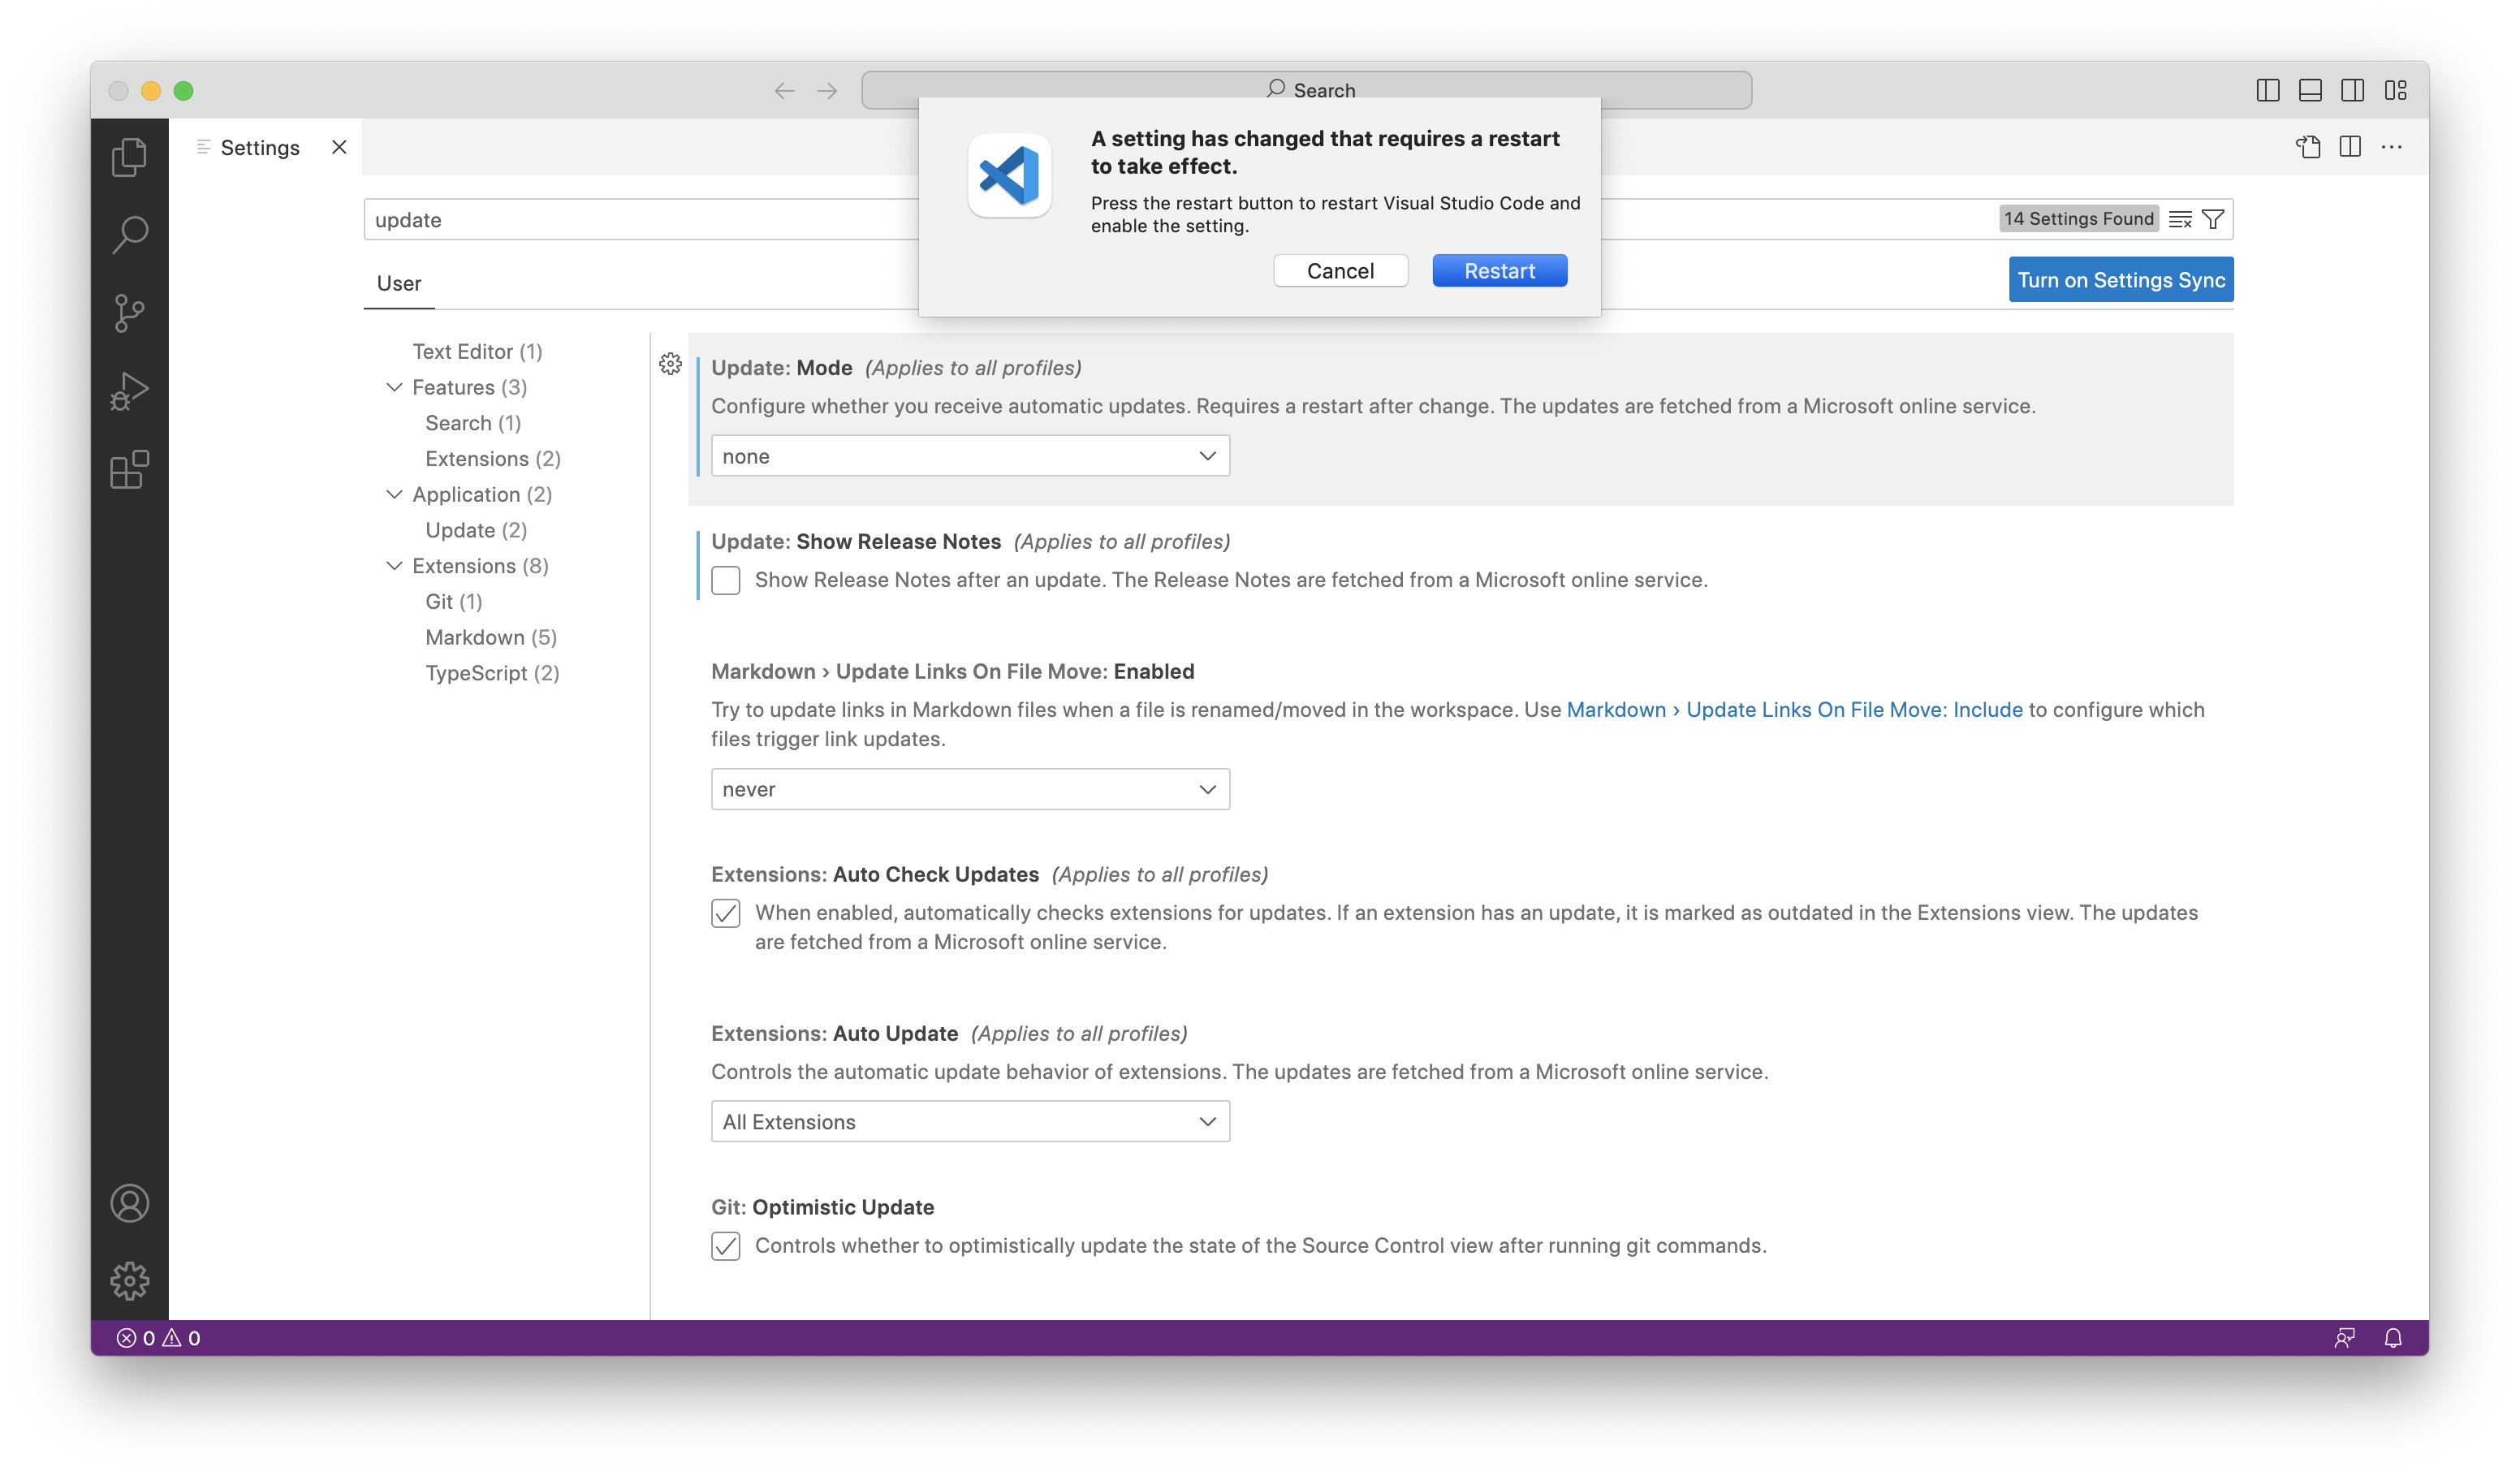 Search
Settings
A setting has changed that requires a restart
to take effect.
Press the restart button to restart Visual Studio Code and
enable the setting.
Cancel
Restart
update
14 Settings Found
User
Turn on Settings Sync
Text Editor (1)
Features (3)
Search (1)
Extensions (2)
Application (2)
Update (2)
Extensions (8)
Git (1)
Markdown (5)
TypeScript (2)
Update: Mode (Applies to all profiles)
Configure whether you receive automatic updates. Requires a restart after change. The updates are fetched from a Microsoft online service.
none
Update: Show Release Notes (Applies to all profiles)
Show Release Notes after an update. The Release Notes are fetched from a Microsoft online service.
Markdown › Update Links On File Move: Enabled
Try to update links in Markdown files when a file is renamed/moved in the workspace. Use Markdown › Update Links On File Move: Include to configure which
files trigger link updates.
never
Extensions: Auto Check Updates (Applies to all profiles)
When enabled, automatically checks extensions for updates. If an extension has an update, it is marked as outdated in the Extensions view. The updates
are fetched from a Microsoft online service.
Extensions: Auto Update (Applies to all profiles)
Controls the automatic update behavior of extensions. The updates are fetched from a Microsoft online service.
All Extensions
Git: Optimistic Update
Controls whether to optimistically update the state of the Source Control view after running git commands.
0 0